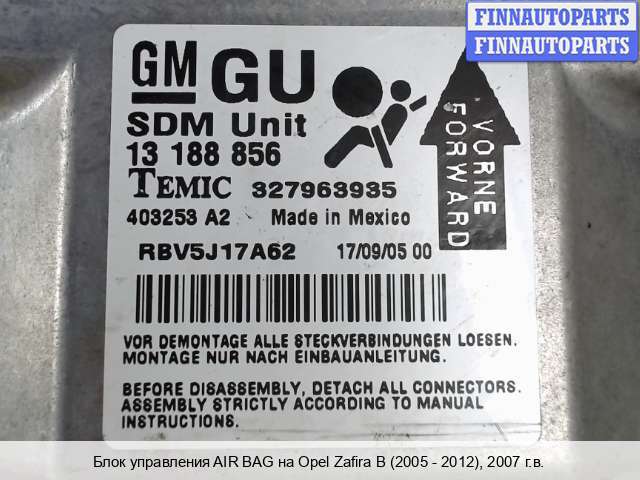 FINNAUTOPARTS
FINNAUTOPARTS
GM GU
SDM Unit
13 188 856
TEMIC 327963935
403253 A2 Made in Mexico
VORNE
FORWARD
RBV5J17A62 17/09/05 00
VOR DEMONTAGE ALLE STECKVERBINDUNGEN LOESEN.
MONTAGE NUR NACH EINBAUANLEITUNG.
BEFORE DISASSEMBLY, DETACH ALL CONNECTORS.
ASSEMBLY STRICTLY ACCORDING TO MANUAL
INSTRUCTIONS.
Блок управления AIR BAG на Opel Zafira B (2005 - 2012), 2007 г.в.